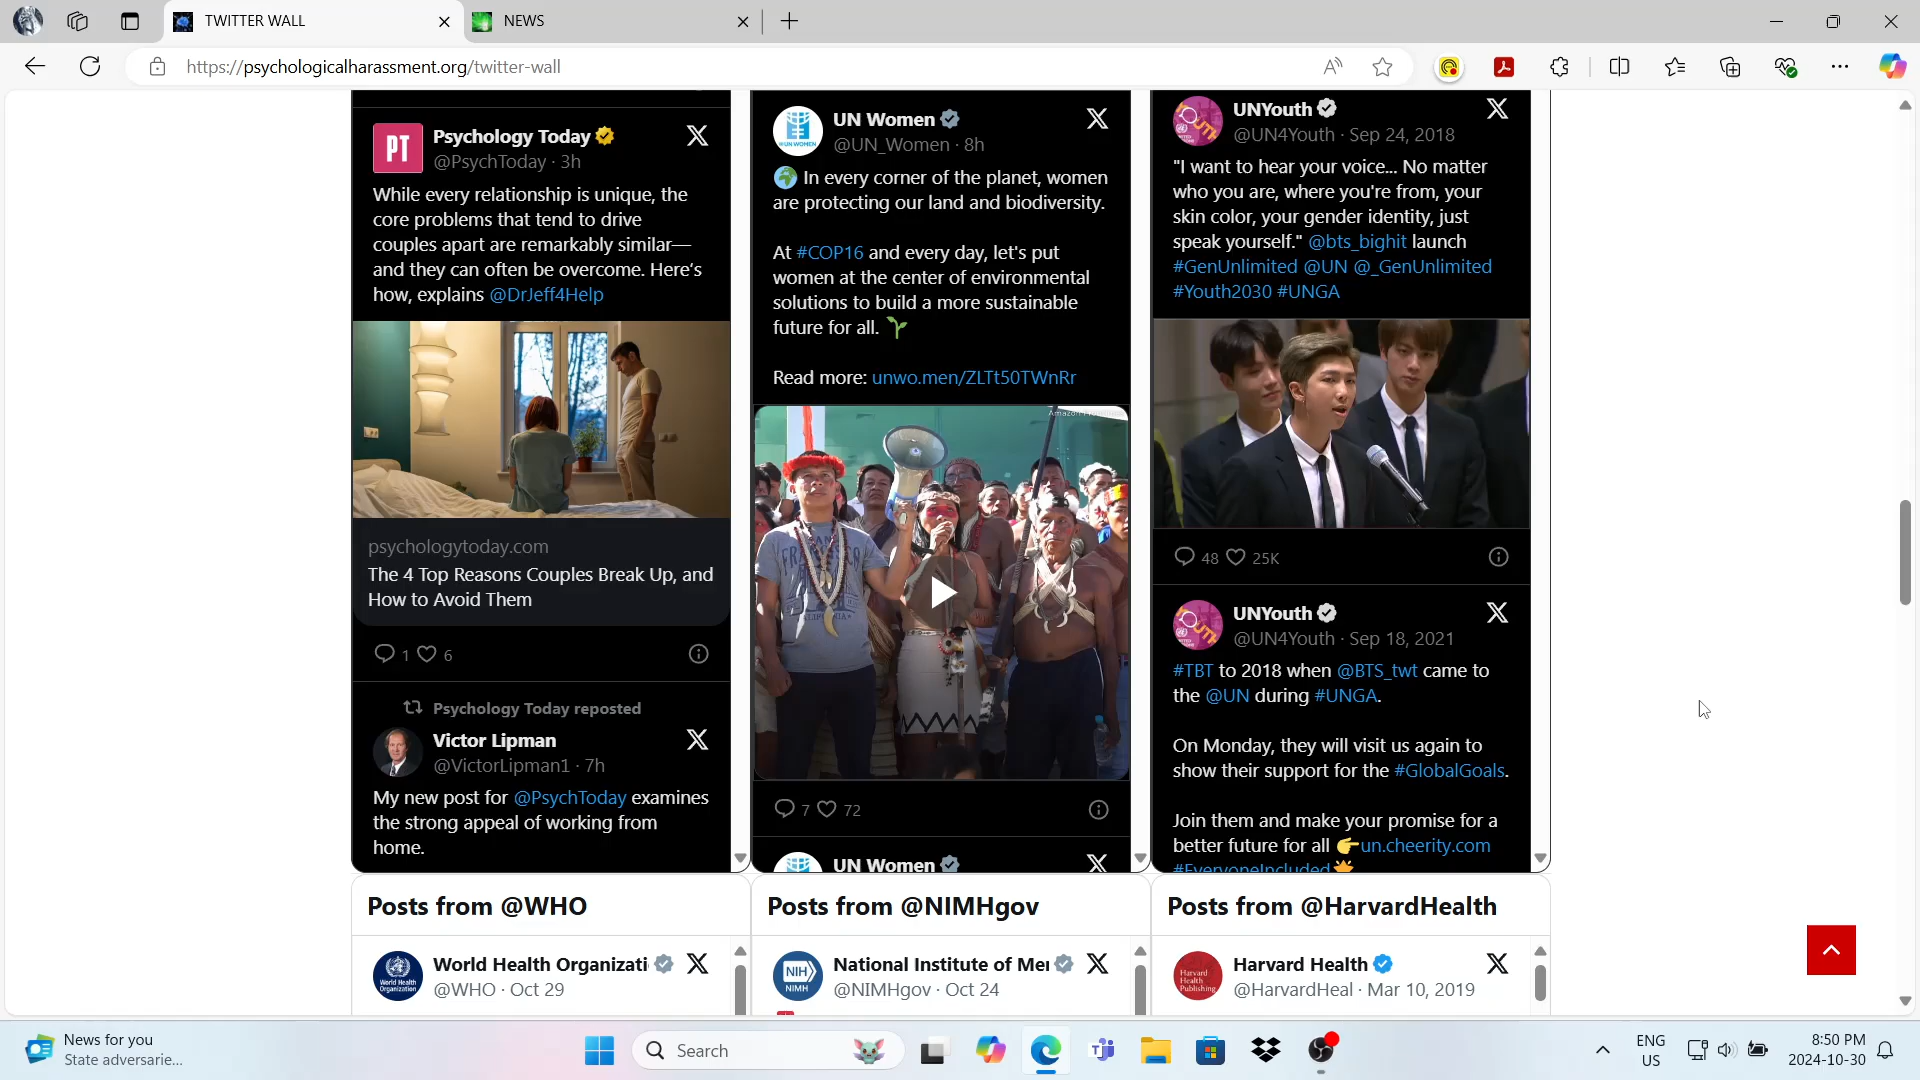 TWITTER WALL
NEWS
https://psychologicalharassment.org/twitter-wall
PT
Psychology Today
@PsychToday · 3h
While every relationship is unique, the
core problems that tend to drive
couples apart are remarkably similar—
and they can often be overcome. Here's
how, explains @DrJeff4Help
psychologytoday.com
The 4 Top Reasons Couples Break Up, and
How to Avoid Them
1 6
Psychology Today reposted
Victor Lipman
@VictorLipman1 · 7h
My new post for @PsychToday examines
the strong appeal of working from
home.
UN Women
@UN_Women · 8h
🌍 In every corner of the planet, women
are protecting our land and biodiversity.
At #COP16 and every day, let's put
women at the center of environmental
solutions to build a more sustainable
future for all. 🌱
Read more: unwo.men/ZLTt50TWnRr
7 72
UN Women
UNYouth
@UN4Youth · Sep 24, 2018
"I want to hear your voice... No matter
who you are, where you're from, your
skin color, your gender identity, just
speak yourself." @bts_bighit launch
#GenUnlimited @UN @_GenUnlimited
#Youth2030 #UNGA
48 25K
UNYouth
@UN4Youth · Sep 18, 2021
#TBT to 2018 when @BTS_twt came to
the @UN during #UNGA.
On Monday, they will visit us again to
show their support for the #GlobalGoals.
Join them and make your promise for a
better future for all 👉un.cheerity.com
#EveryoneIncluded
Posts from @WHO
World Health Organizati
@WHO · Oct 29
Posts from @NIMHgov
NIH
NIMH
National Institute of Mer
@NIMHgov · Oct 24
Posts from @HarvardHealth
Harvard Health Publishing
Harvard Health
@HarvardHeal · Mar 10, 2019
News for you
State adversarie...
Search
ENG
US
8:50 PM
2024-10-30